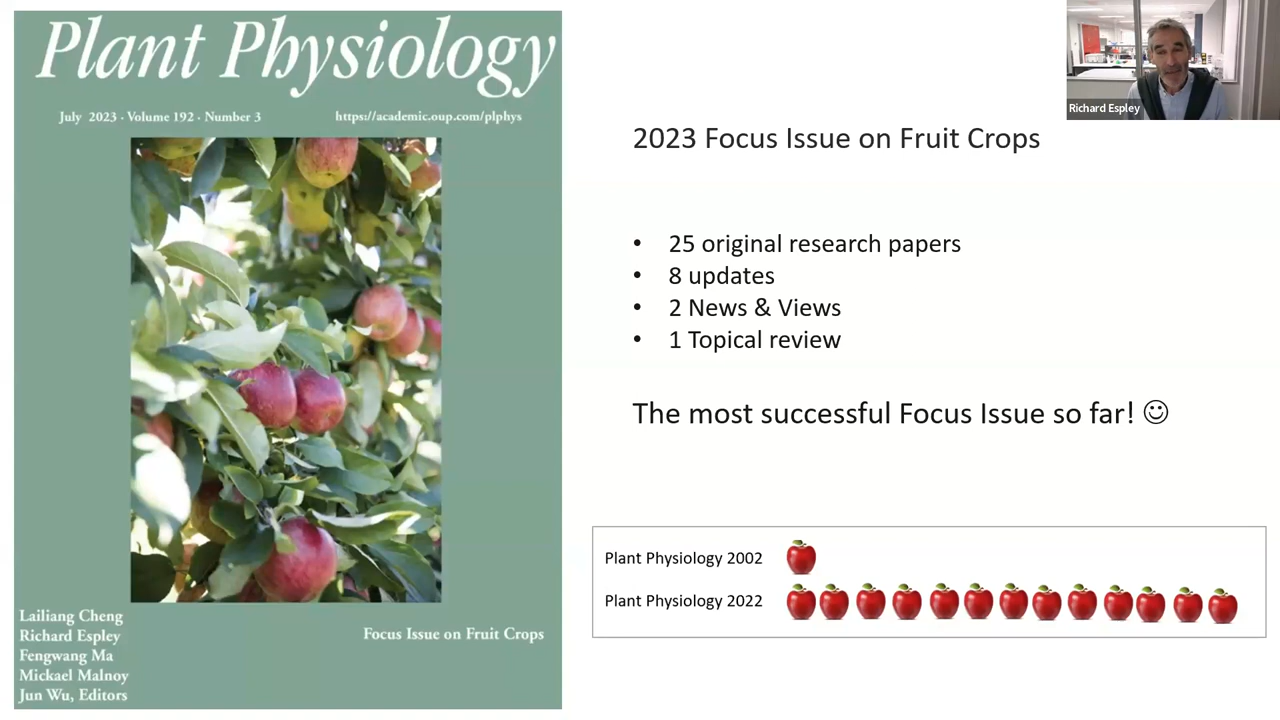 Plant Physiology
July 2023 · Volume 192 · Number 3
https://academic.oup.com/plphys
Lailiang Cheng
Richard Espley
Fengwang Ma
Mickael Malnoy
Jun Wu, Editors
Focus Issue on Fruit Crops
Richard Espley
2023 Focus Issue on Fruit Crops
• 25 original research papers
• 8 updates
• 2 News & Views
• 1 Topical review
The most successful Focus Issue so far! ☺
Plant Physiology 2002
Plant Physiology 2022